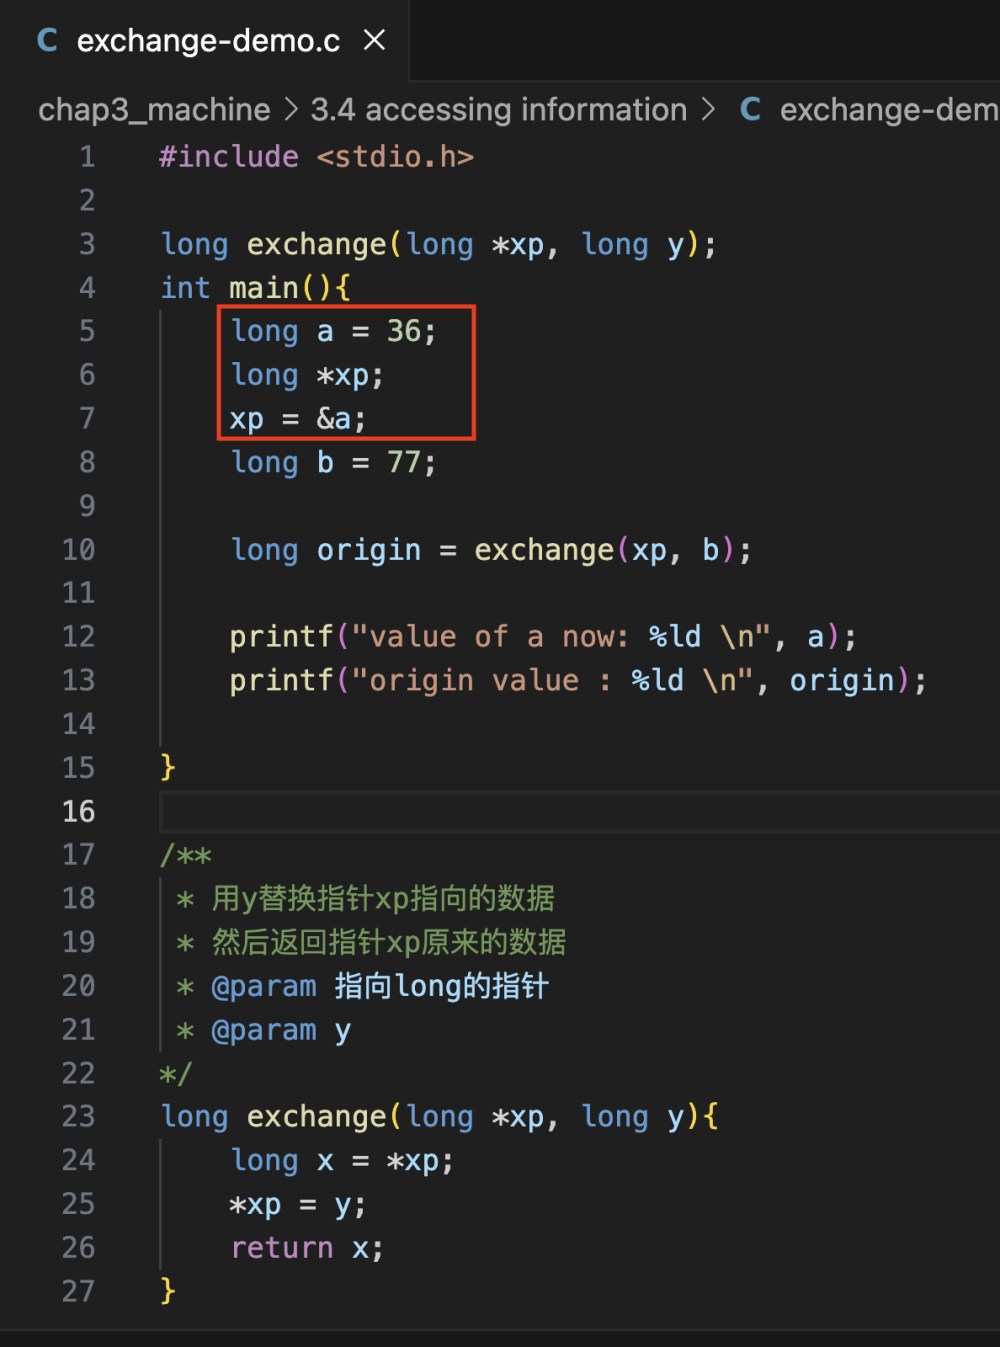 C exchange-demo.c ×
chap3_machine > 3.4 accessing information > C exchange-dem
1 #include <stdio.h>
2
3 long exchange(long *xp, long y);
4 int main(){
5 long a = 36;
6 long *xp;
7 xp = &a;
8 long b = 77;
9
10 long origin = exchange(xp, b);
11
12 printf("value of a now: %ld \n", a);
13 printf("origin value : %ld \n", origin);
14
15 }
16
17 /**
18 * 用y替换指针xp指向的数据
19 * 然后返回指针xp原来的数据
20 * @param 指向long的指针
21 * @param y
22 */
23 long exchange(long *xp, long y){
24 long x = *xp;
25 *xp = y;
26 return x;
27 }